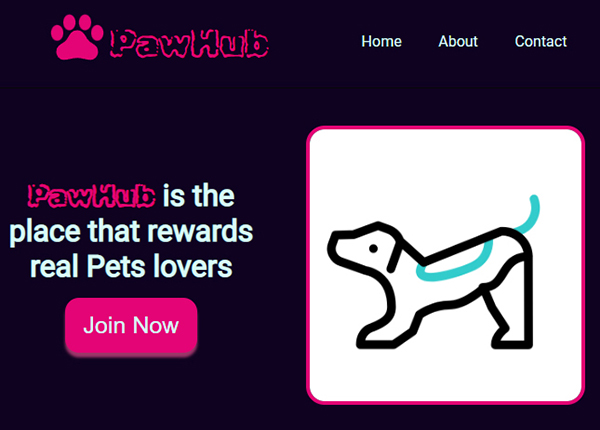 PawHub Home About Contact
PawHub is the
place that rewards
real Pets lovers
Join Now